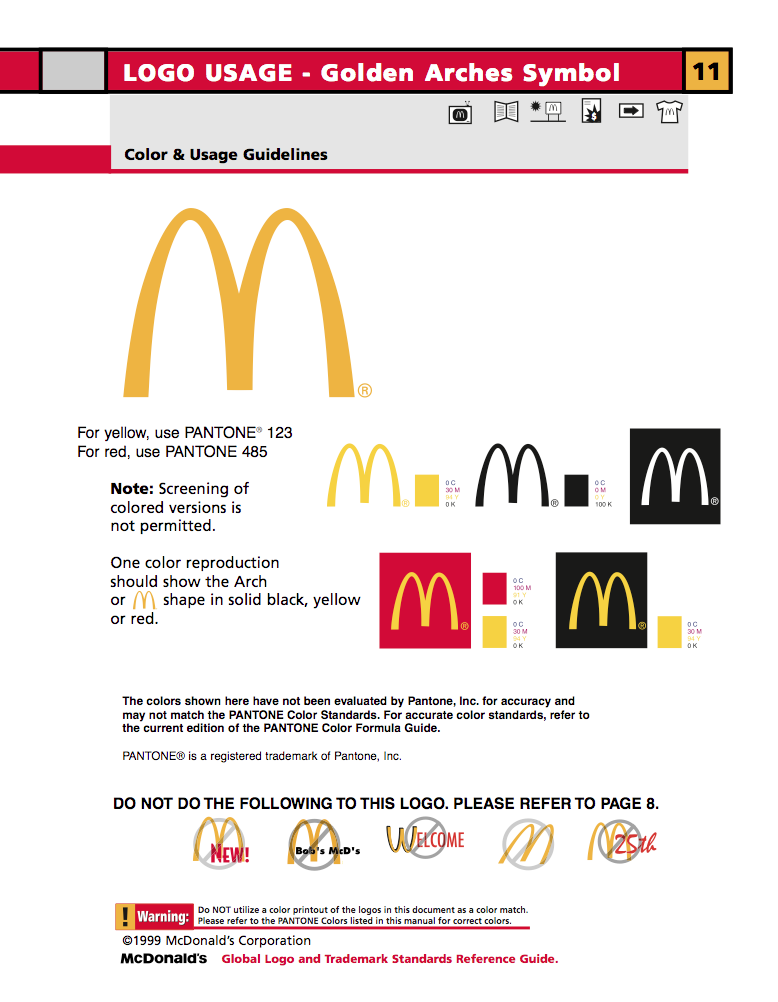 LOGO USAGE - Golden Arches Symbol
11
Color & Usage Guidelines
®
For yellow, use PANTONE® 123
For red, use PANTONE 485
Note: Screening of
colored versions is
not permitted.
One color reproduction
should show the Arch
or M shape in solid black, yellow
or red.
®
0 C
30 M
94 Y
0 K
®
0 C
0 M
0 Y
100 K
®
®
0 C
100 M
91 Y
0 K
0 C
30 M
94 Y
0 K
®
0 C
30 M
94 Y
0 K
The colors shown here have not been evaluated by Pantone, Inc. for accuracy and
may not match the PANTONE Color Standards. For accurate color standards, refer to
the current edition of the PANTONE Color Formula Guide.
PANTONE® is a registered trademark of Pantone, Inc.
DO NOT DO THE FOLLOWING TO THIS LOGO. PLEASE REFER TO PAGE 8.
NEW!
Bob's McD's
WELCOME
25th
! Warning:
Do NOT utilize a color printout of the logos in this document as a color match.
Please refer to the PANTONE Colors listed in this manual for correct colors.
©1999 McDonald's Corporation
McDonald's Global Logo and Trademark Standards Reference Guide.